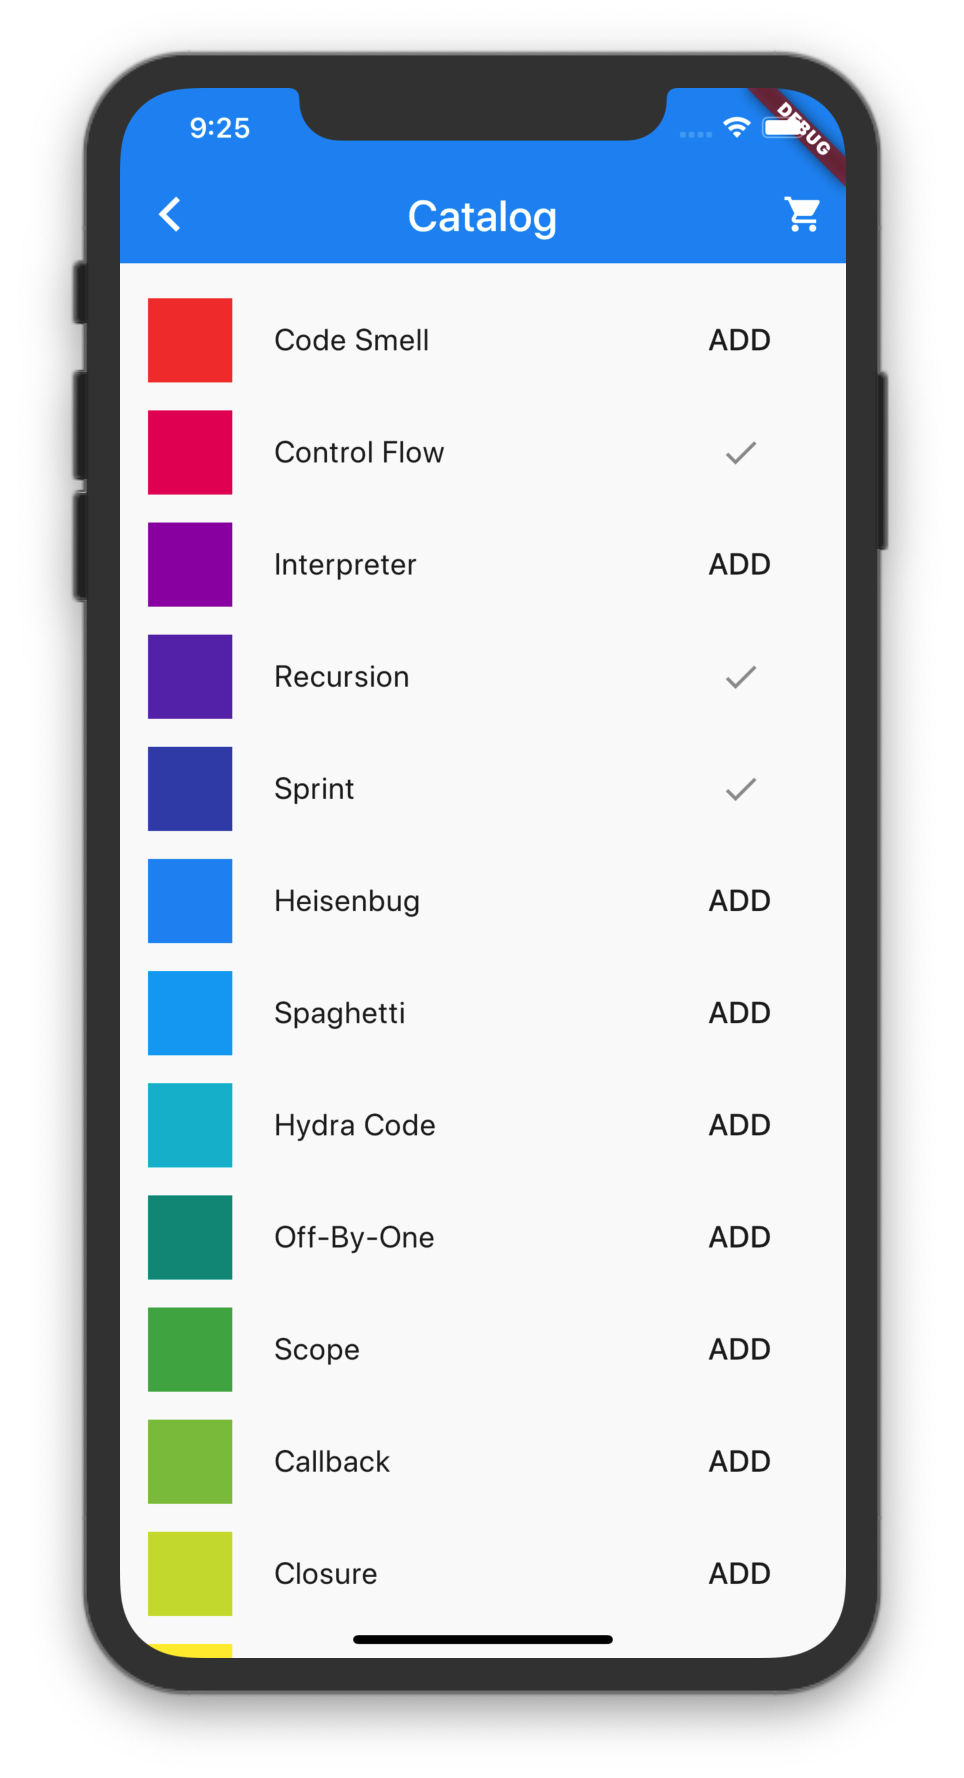 9:25
DEBUG
Catalog
Code Smell ADD
Control Flow
Interpreter ADD
Recursion
Sprint
Heisenbug ADD
Spaghetti ADD
Hydra Code ADD
Off-By-One ADD
Scope ADD
Callback ADD
Closure ADD